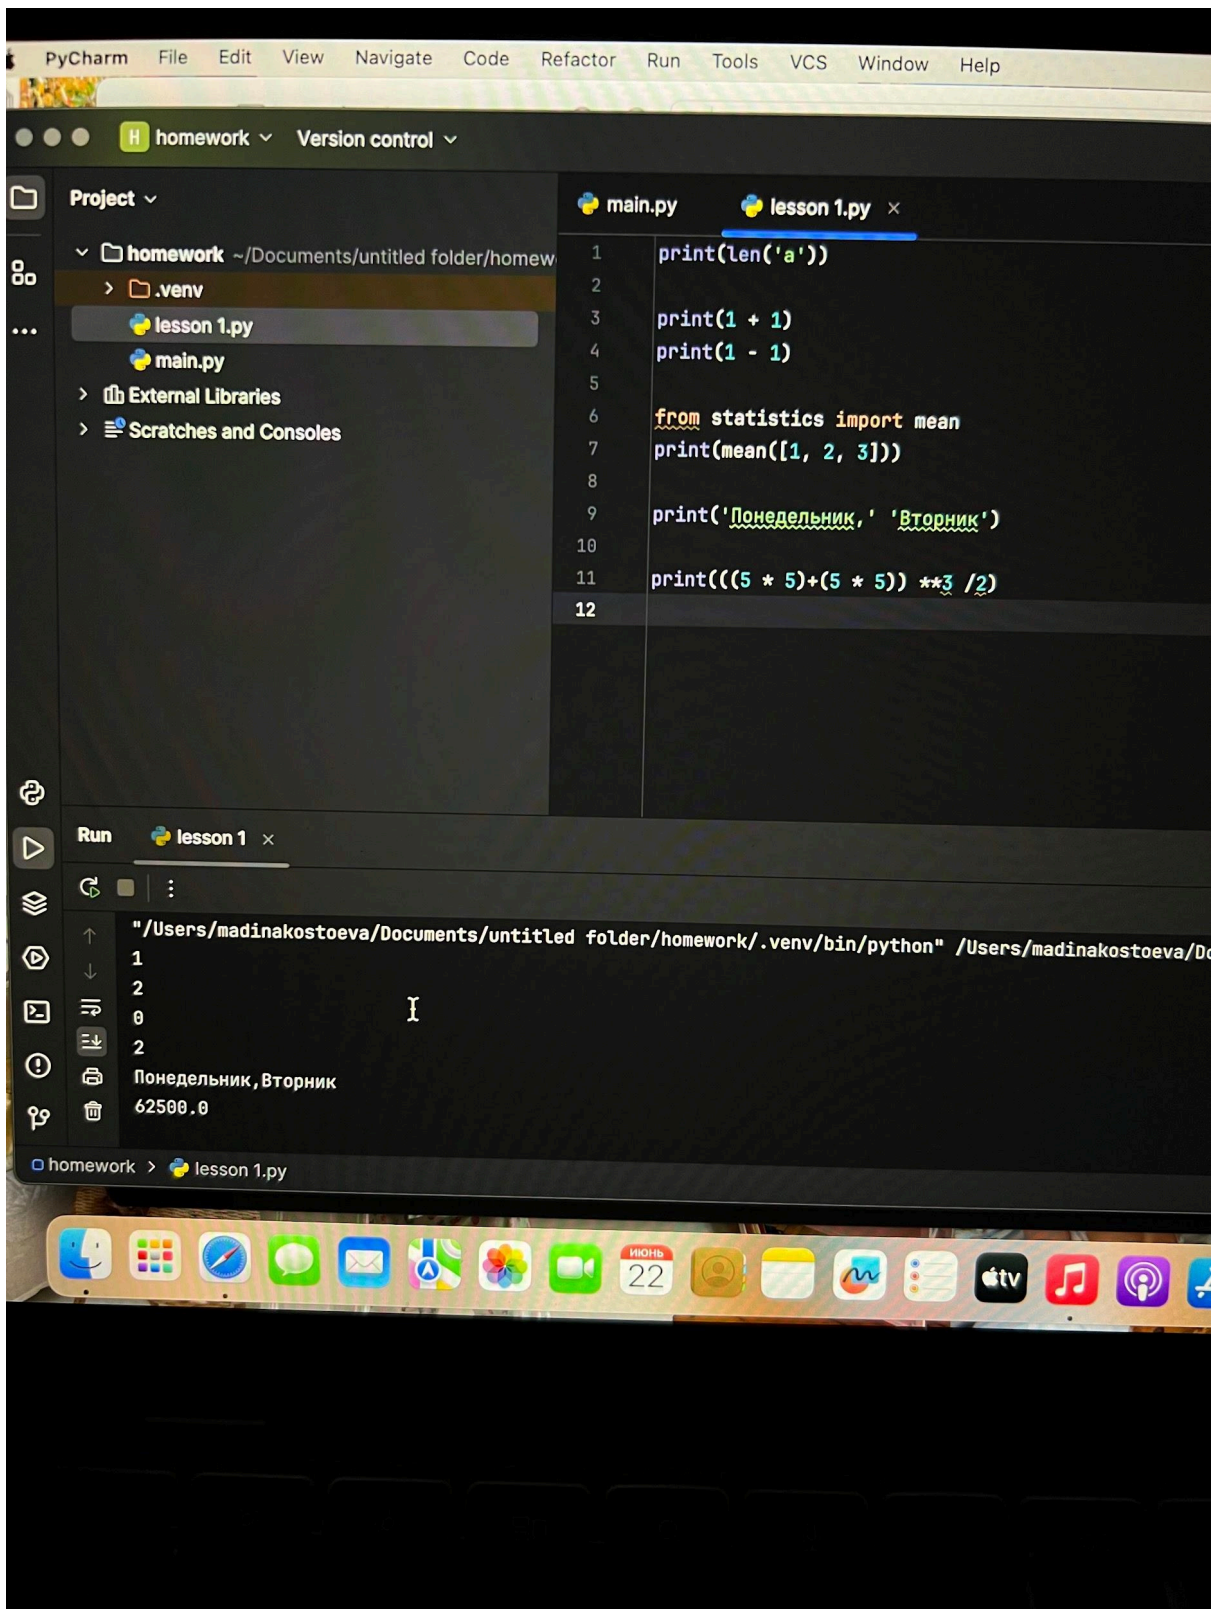 PyCharm File Edit View Navigate Code Refactor Run Tools VCS Window Help
H homework Version control
Project
main.py lesson 1.py
homework ~/Documents/untitled folder/homew
.venv
lesson 1.py
main.py
External Libraries
Scratches and Consoles
1 print(len('a'))
2
3 print(1 + 1)
4 print(1 - 1)
5
6 from statistics import mean
7 print(mean([1, 2, 3]))
8
9 print('Понедельник,' 'Вторник')
10
11 print(((5 * 5)+(5 * 5)) **3 /2)
12
Run lesson 1
"/Users/madinakostoeva/Documents/untitled folder/homework/.venv/bin/python" /Users/madinakostoeva/Do
1
2
0
2
Понедельник,Вторник
62500.0
homework > lesson 1.py
ИЮНЬ
22
tv